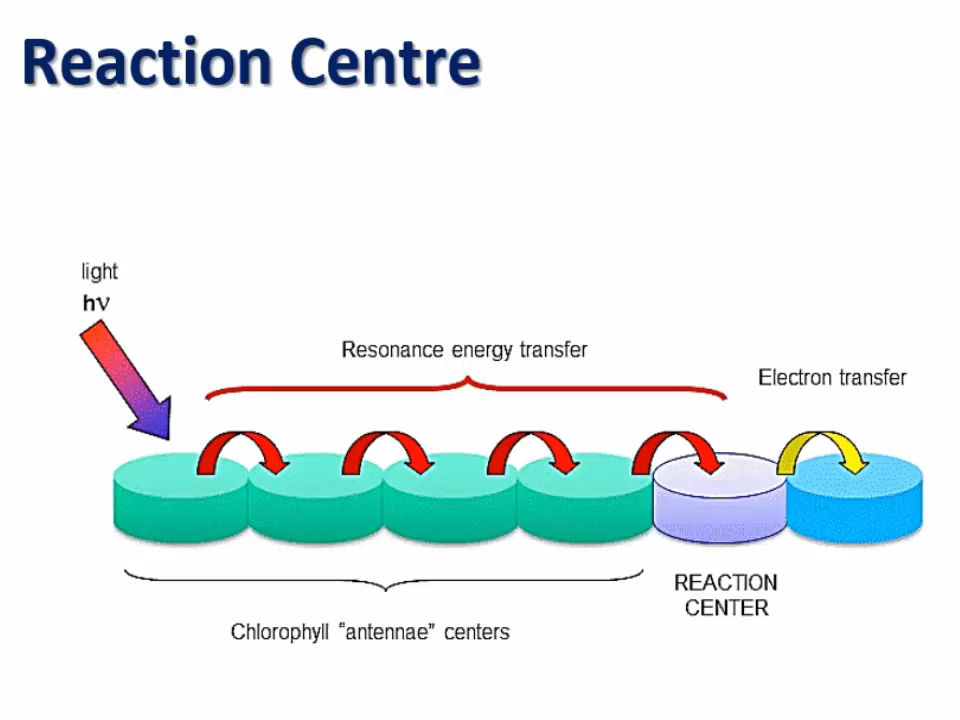 Reaction Centre
light
hν
Resonance energy transfer
Electron transfer
REACTION
CENTER
Chlorophyll "antennae" centers